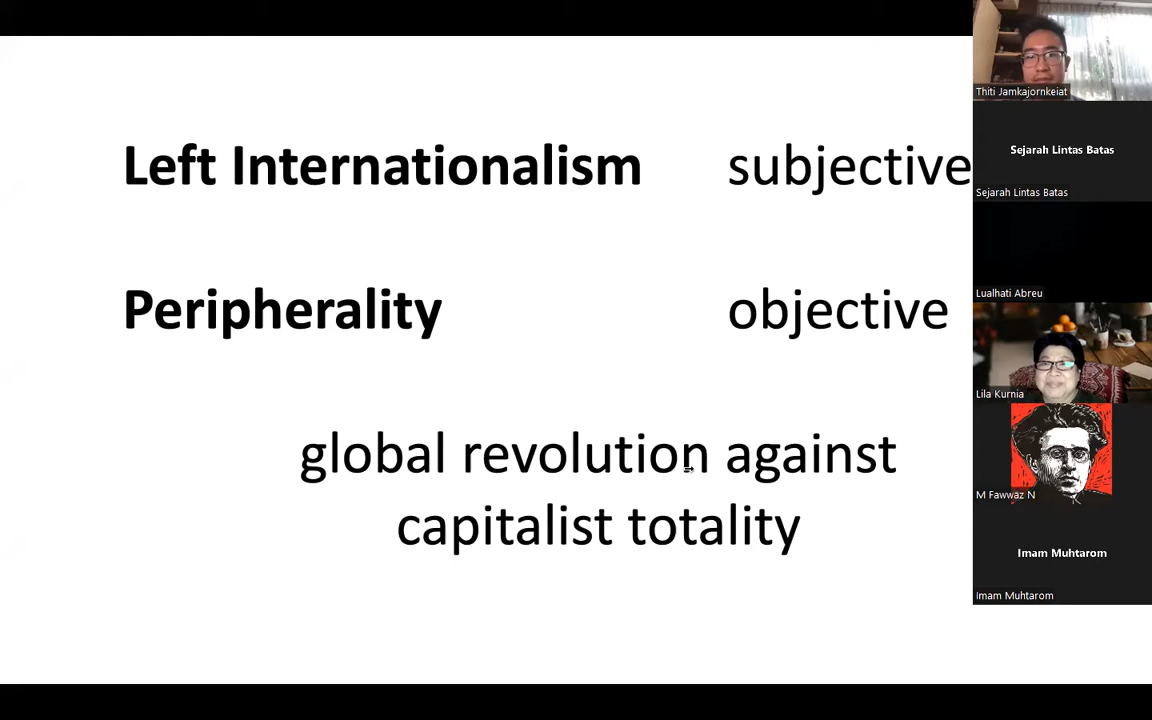 Left Internationalism subjective
Peripherality objective
global revolution against
capitalist totality
Thiti Jamkajornkeiat
Sejarah Lintas Batas
Sejarah Lintas Batas
Lualhati Abreu
Lila Kurnia
M Fawwaz N
Imam Muhtarom
Imam Muhtarom